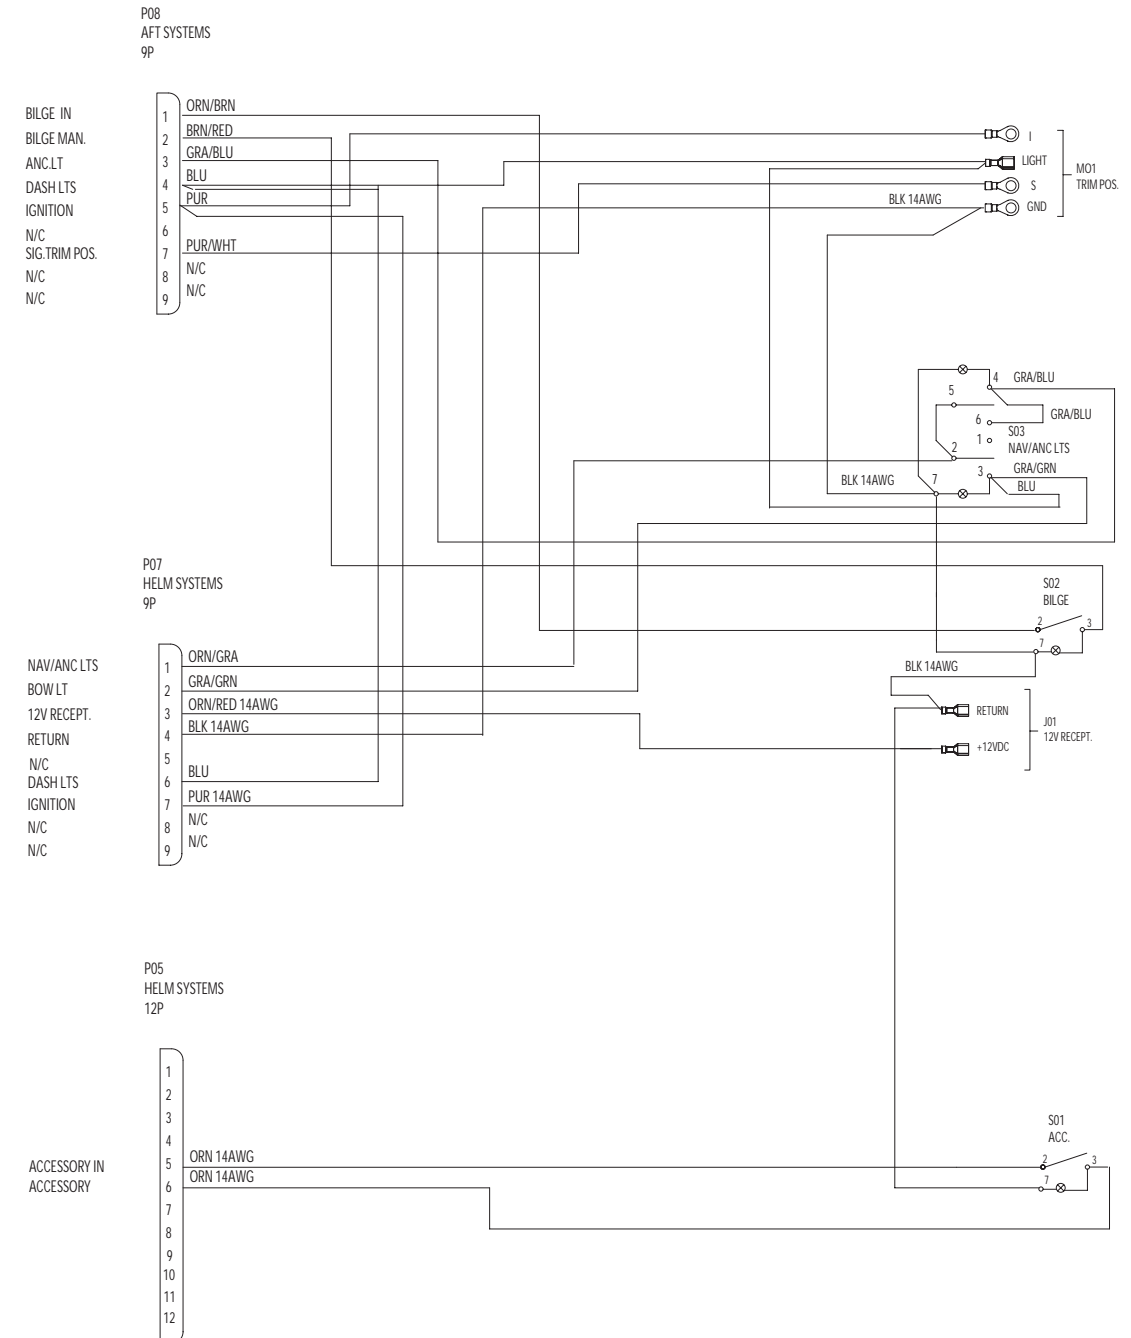 P08
AFT SYSTEMS
9P
BILGE IN
BILGE MAN.
ANC.LT
DASH LTS
IGNITION
N/C
SIG.TRIM POS.
N/C
N/C
1 ORN/BRN
2 BRN/RED
3 GRA/BLU
4 BLU
5 PUR
6
7 PUR/WHT
8 N/C
9 N/C
I
LIGHT
S
BLK 14AWG
GND
MO1
TRIM POS.
4 GRA/BLU
5
GRA/BLU
6
S03
1
NAV/ANC LTS
2
3 GRA/GRN
BLK 14AWG
7
BLU
P07
HELM SYSTEMS
9P
NAV/ANC LTS
BOW LT
12V RECEPT.
RETURN
N/C
DASH LTS
IGNITION
N/C
N/C
1 ORN/GRA
2 GRA/GRN
3 ORN/RED 14AWG
4 BLK 14AWG
5
6 BLU
7 PUR 14AWG
8 N/C
9 N/C
S02
BILGE
2
3
7
BLK 14AWG
RETURN
+12VDC
J01
12V RECEPT.
P05
HELM SYSTEMS
12P
ACCESSORY IN
ACCESSORY
1
2
3
4
5 ORN 14AWG
6 ORN 14AWG
7
8
9
10
11
12
S01
ACC.
2
3
7